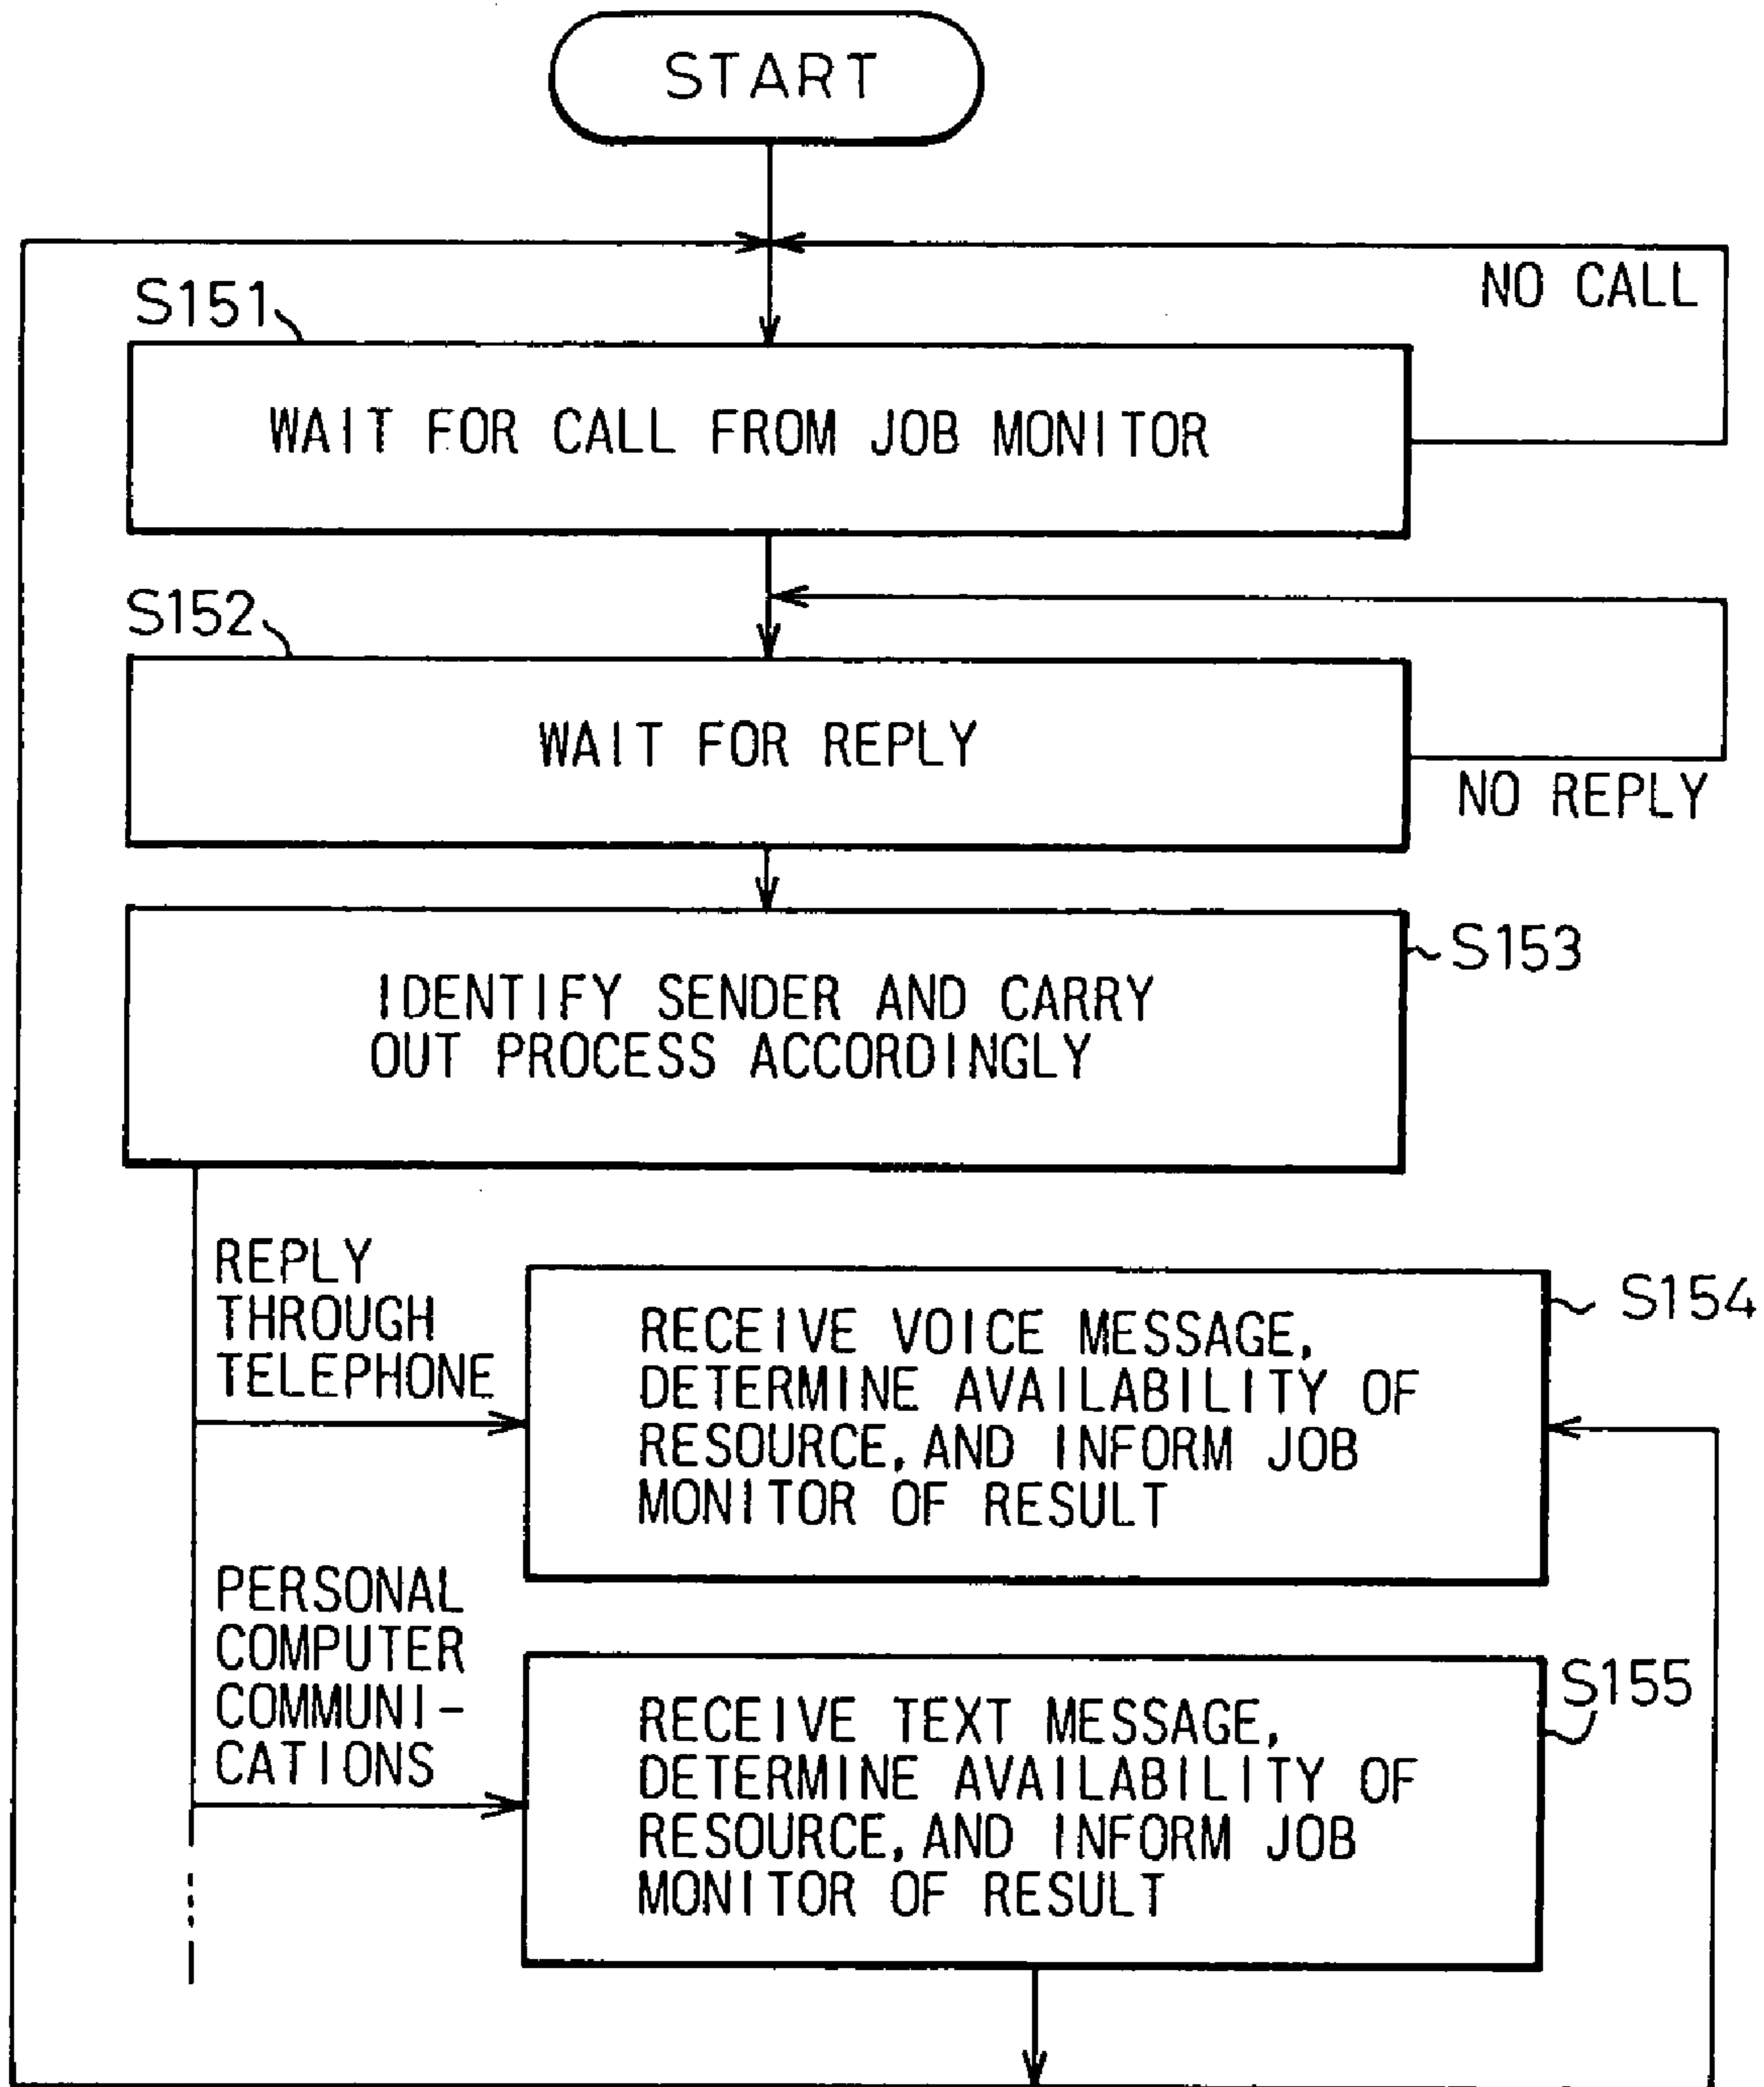 START
NO CALL
S151
WAIT FOR CALL FROM JOB MONITOR
S152
WAIT FOR REPLY
NO REPLY
S153
IDENTIFY SENDER AND CARRY
OUT PROCESS ACCORDINGLY
REPLY
THROUGH
TELEPHONE
S154
RECEIVE VOICE MESSAGE,
DETERMINE AVAILABILITY OF
RESOURCE, AND INFORM JOB
MONITOR OF RESULT
PERSONAL
COMPUTER
COMMUNI-
CATIONS
S155
RECEIVE TEXT MESSAGE,
DETERMINE AVAILABILITY OF
RESOURCE, AND INFORM JOB
MONITOR OF RESULT